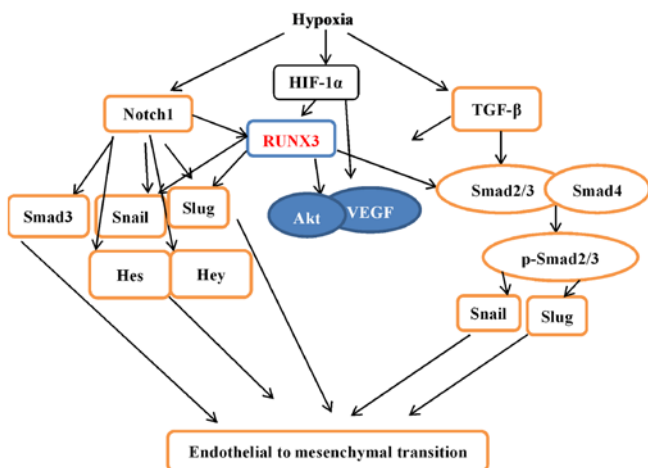 Hypoxia
HIF-1α
Notch1
TGF-β
RUNX3
Smad3
Snail
Slug
Akt
VEGF
Smad2/3
Smad4
Hes
Hey
p-Smad2/3
Snail
Slug
Endothelial to mesenchymal transition